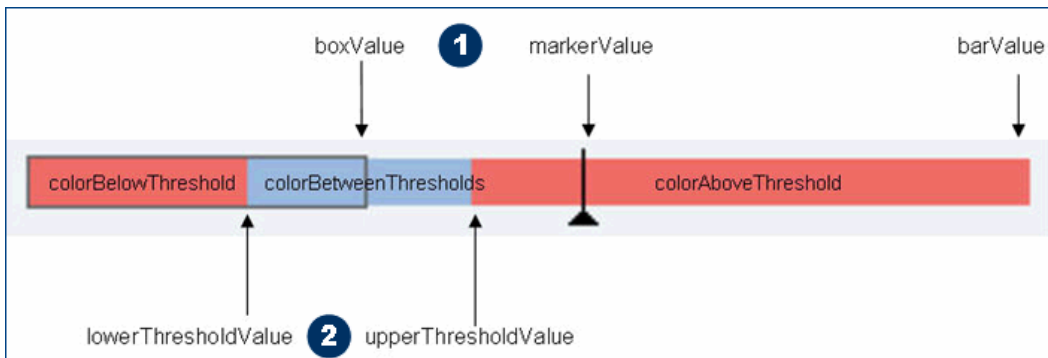 boxValue 1 markerValue barValue
colorBelowThreshold colorBetweenThresholds colorAboveThreshold
lowerThresholdValue 2 upperThresholdValue